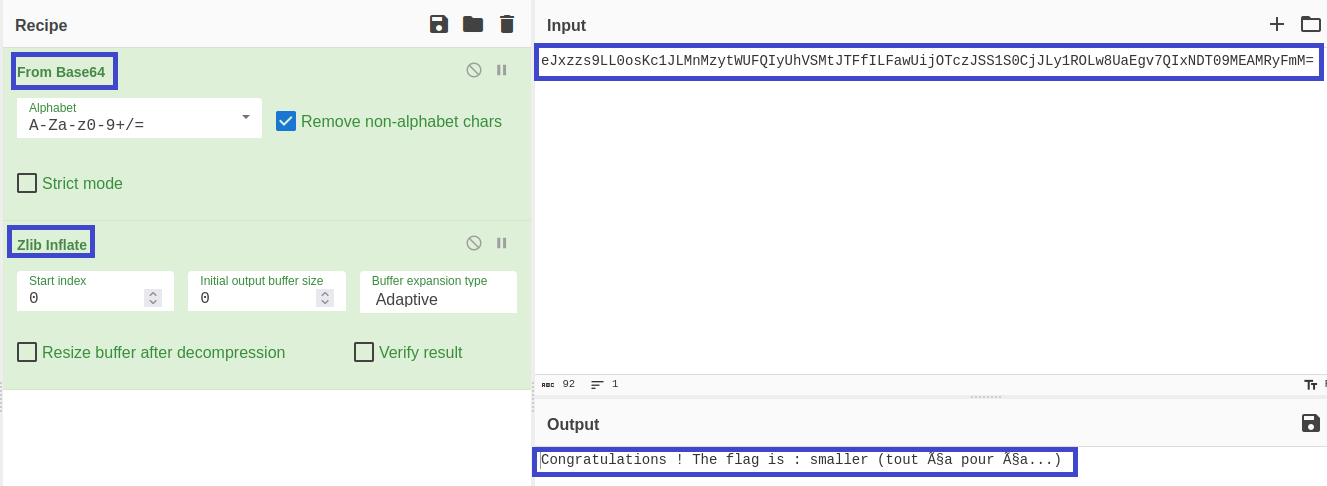 Recipe
From Base64
Alphabet
A-Za-z0-9+/=
Remove non-alphabet chars
Strict mode
Zlib Inflate
Start index
0
Initial output buffer size
0
Buffer expansion type
Adaptive
Resize buffer after decompression
Verify result
Input
eJxzzs9LL0osKc1JLMnMzytWUFQIyUhVSMtJTFfILFawUijOTczJSS1S0CjJLy1ROLw8UaEgv7QIxNDT09MEAMRyFmM=
ABC 92
1
Tт
Output
Congratulations ! The flag is : smaller (tout Ã§a pour Ã§a...)